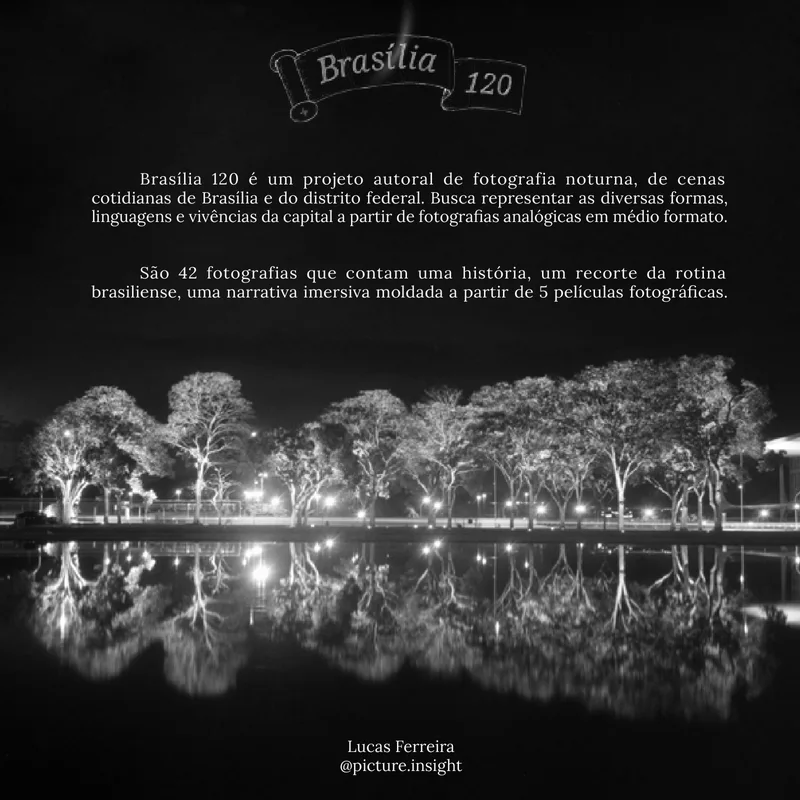 Brasília 120
Brasília 120 é um projeto autoral de fotografia noturna, de cenas
cotidianas de Brasília e do distrito federal. Busca representar as diversas formas,
linguagens e vivências da capital a partir de fotografias analógicas em médio formato.
São 42 fotografias que contam uma história, um recorte da rotina
brasiliense, uma narrativa imersiva moldada a partir de 5 películas fotográficas.
Lucas Ferreira
@picture.insight